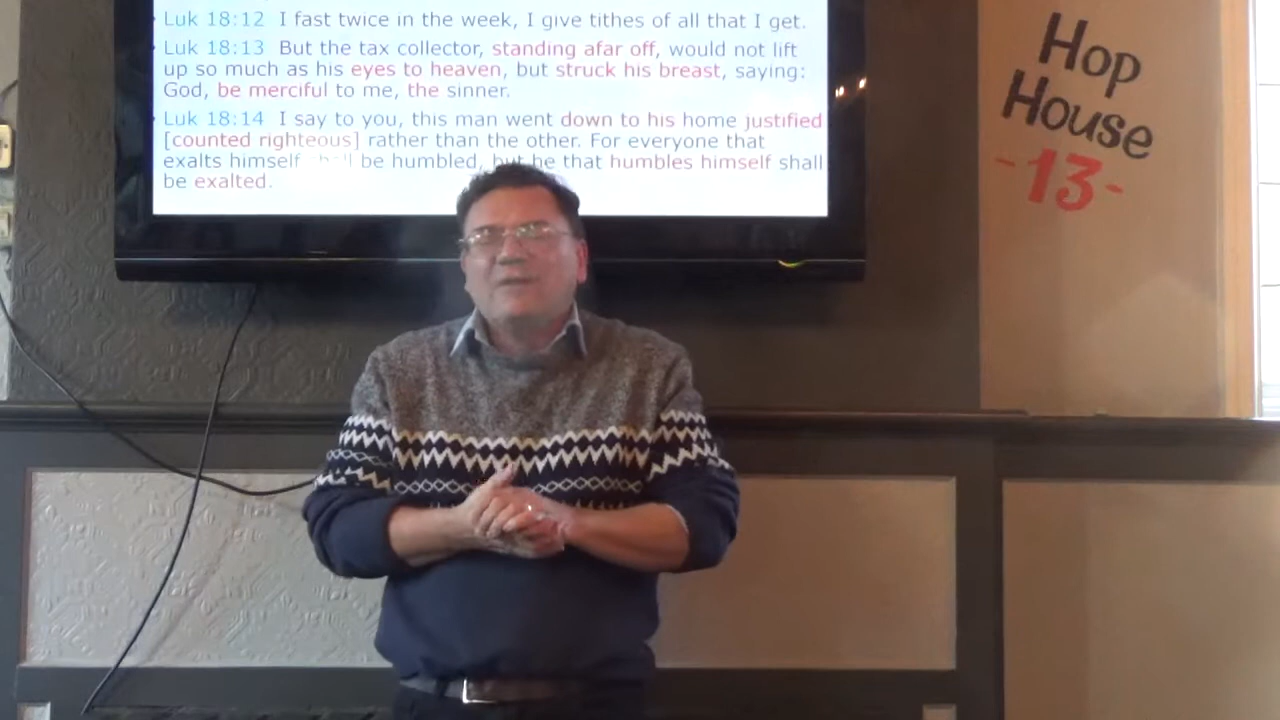 Luk 18:12 I fast twice in the week, I give tithes of all that I get.
Luk 18:13 But the tax collector, standing afar off, would not lift
up so much as his eyes to heaven, but struck his breast, saying:
God, be merciful to me, the sinner.
Luk 18:14 I say to you, this man went down to his home justified
[counted righteous] rather than the other. For everyone that
exalts himself shall be humbled, but he that humbles himself shall
be exalted.
Hop
House
-13-